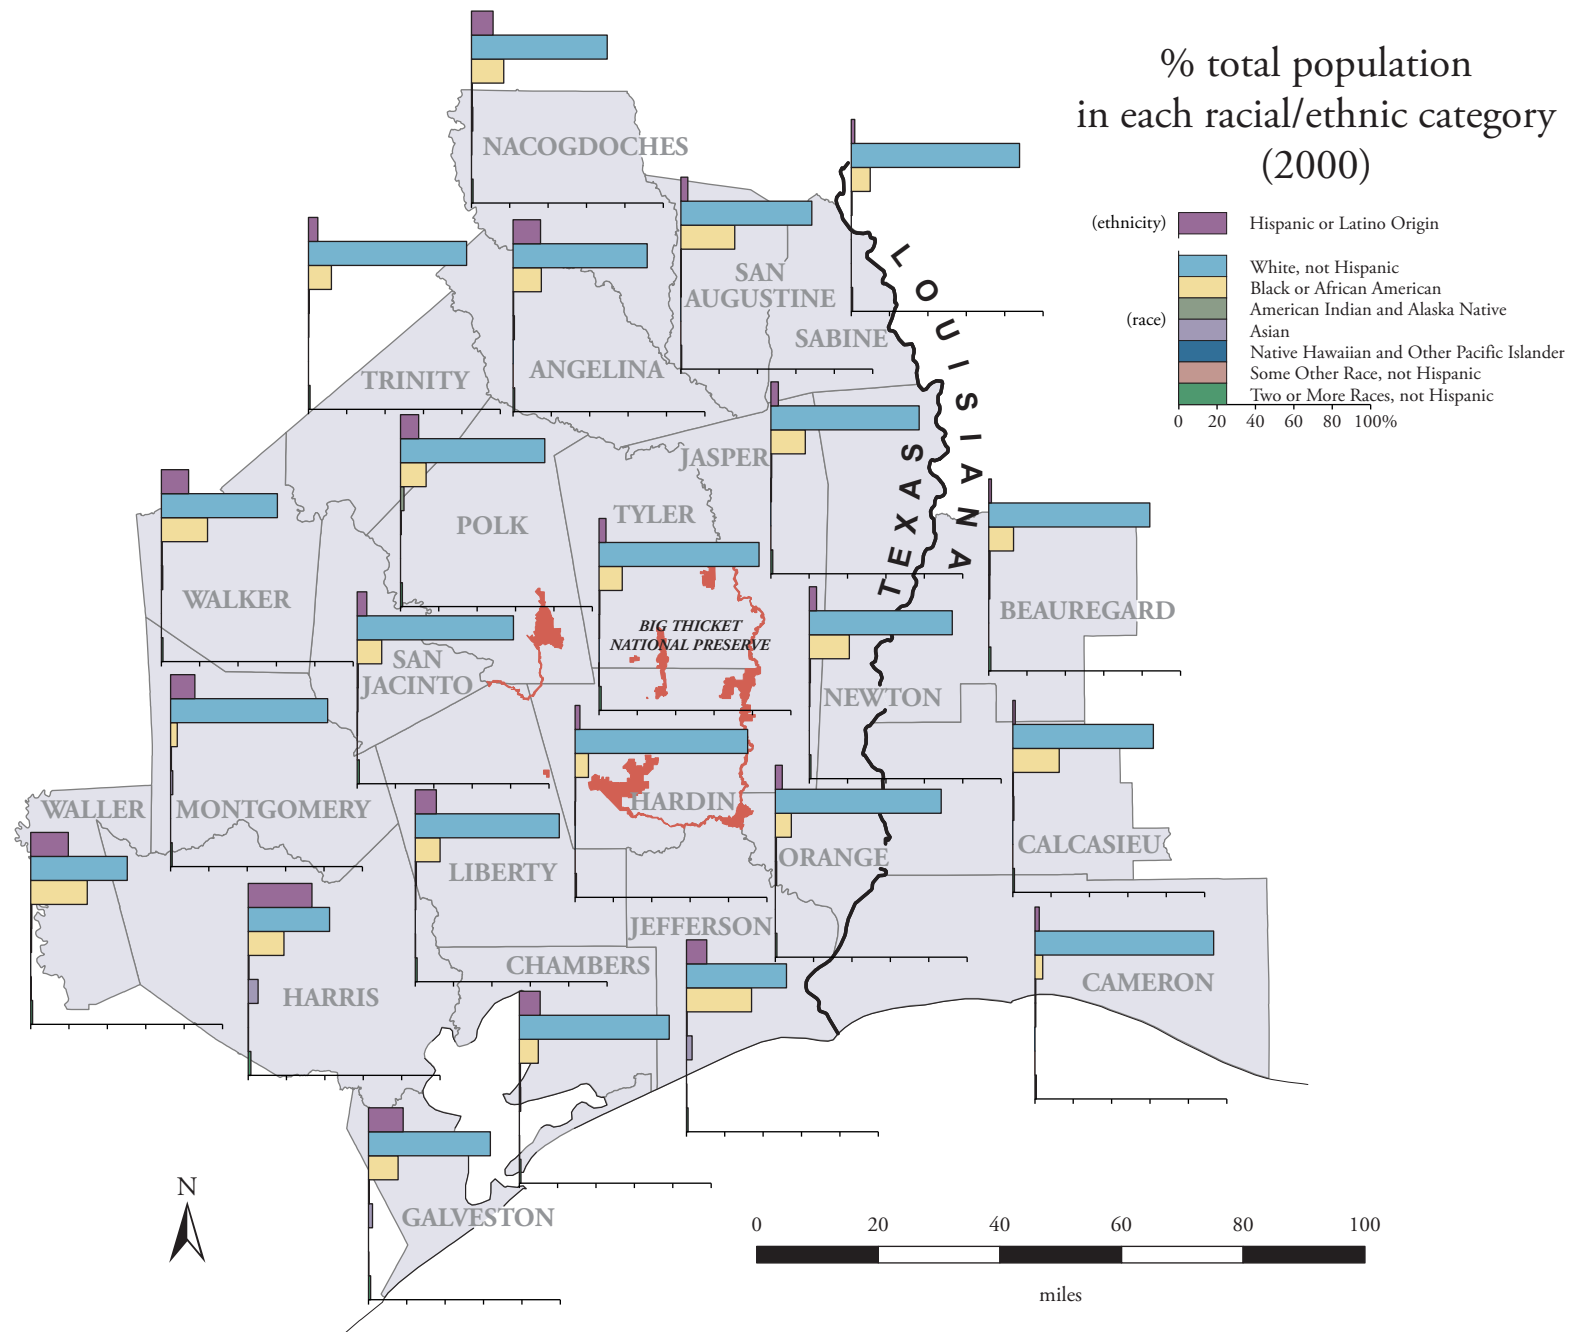 % total population
in each racial/ethnic category
(2000)
(ethnicity)
Hispanic or Latino Origin
White, not Hispanic
Black or African American
American Indian and Alaska Native
(race)
Asian
Native Hawaiian and Other Pacific Islander
Some Other Race, not Hispanic
Two or More Races, not Hispanic
0 20 40 60 80 100%
NACOGDOCHES
LOUISIANA
TEXAS
SAN
AUGUSTINE
SABINE
TRINITY
ANGELINA
JASPER
POLK
TYLER
WALKER
BEAUREGARD
BIG THICKET
NATIONAL PRESERVE
SAN
JACINTO
NEWTON
WALLER
MONTGOMERY
HARDIN
LIBERTY
ORANGE
CALCASIEU
JEFFERSON
CHAMBERS
HARRIS
CAMERON
GALVESTON
N
0 20 40 60 80 100
miles